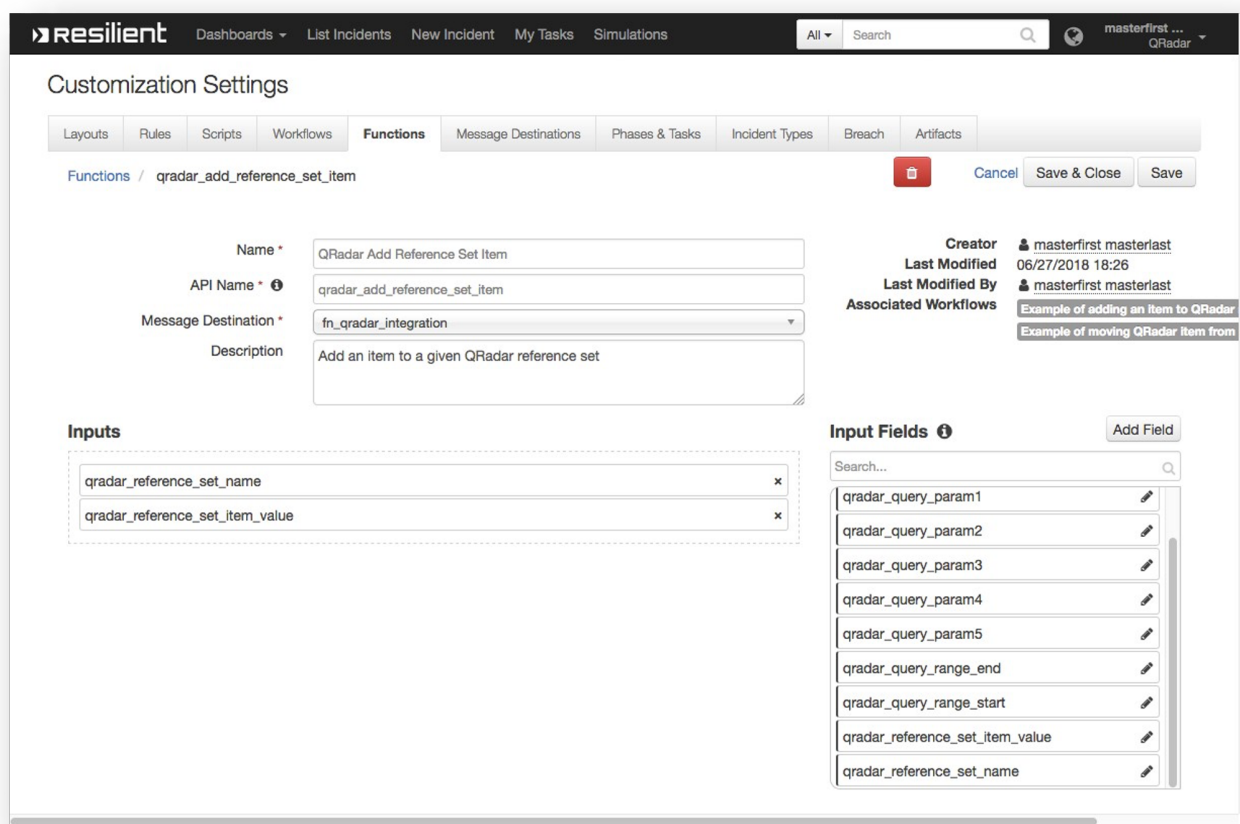 Resilient Dashboards List Incidents New Incident My Tasks Simulations All Search masterfirst ...
QRadar
Customization Settings
Layouts Rules Scripts Workflows Functions Message Destinations Phases & Tasks Incident Types Breach Artifacts
Functions / qradar_add_reference_set_item Cancel Save & Close Save
Name * QRadar Add Reference Set Item
API Name * qradar_add_reference_set_item
Message Destination * fn_qradar_integration
Description Add an item to a given QRadar reference set
Creator masterfirst masterlast
Last Modified 06/27/2018 18:26
Last Modified By masterfirst masterlast
Associated Workflows Example of adding an item to QRadar
Example of moving QRadar item from
Inputs
qradar_reference_set_name ×
qradar_reference_set_item_value ×
Input Fields Add Field
Search...
qradar_query_param1
qradar_query_param2
qradar_query_param3
qradar_query_param4
qradar_query_param5
qradar_query_range_end
qradar_query_range_start
qradar_reference_set_item_value
qradar_reference_set_name